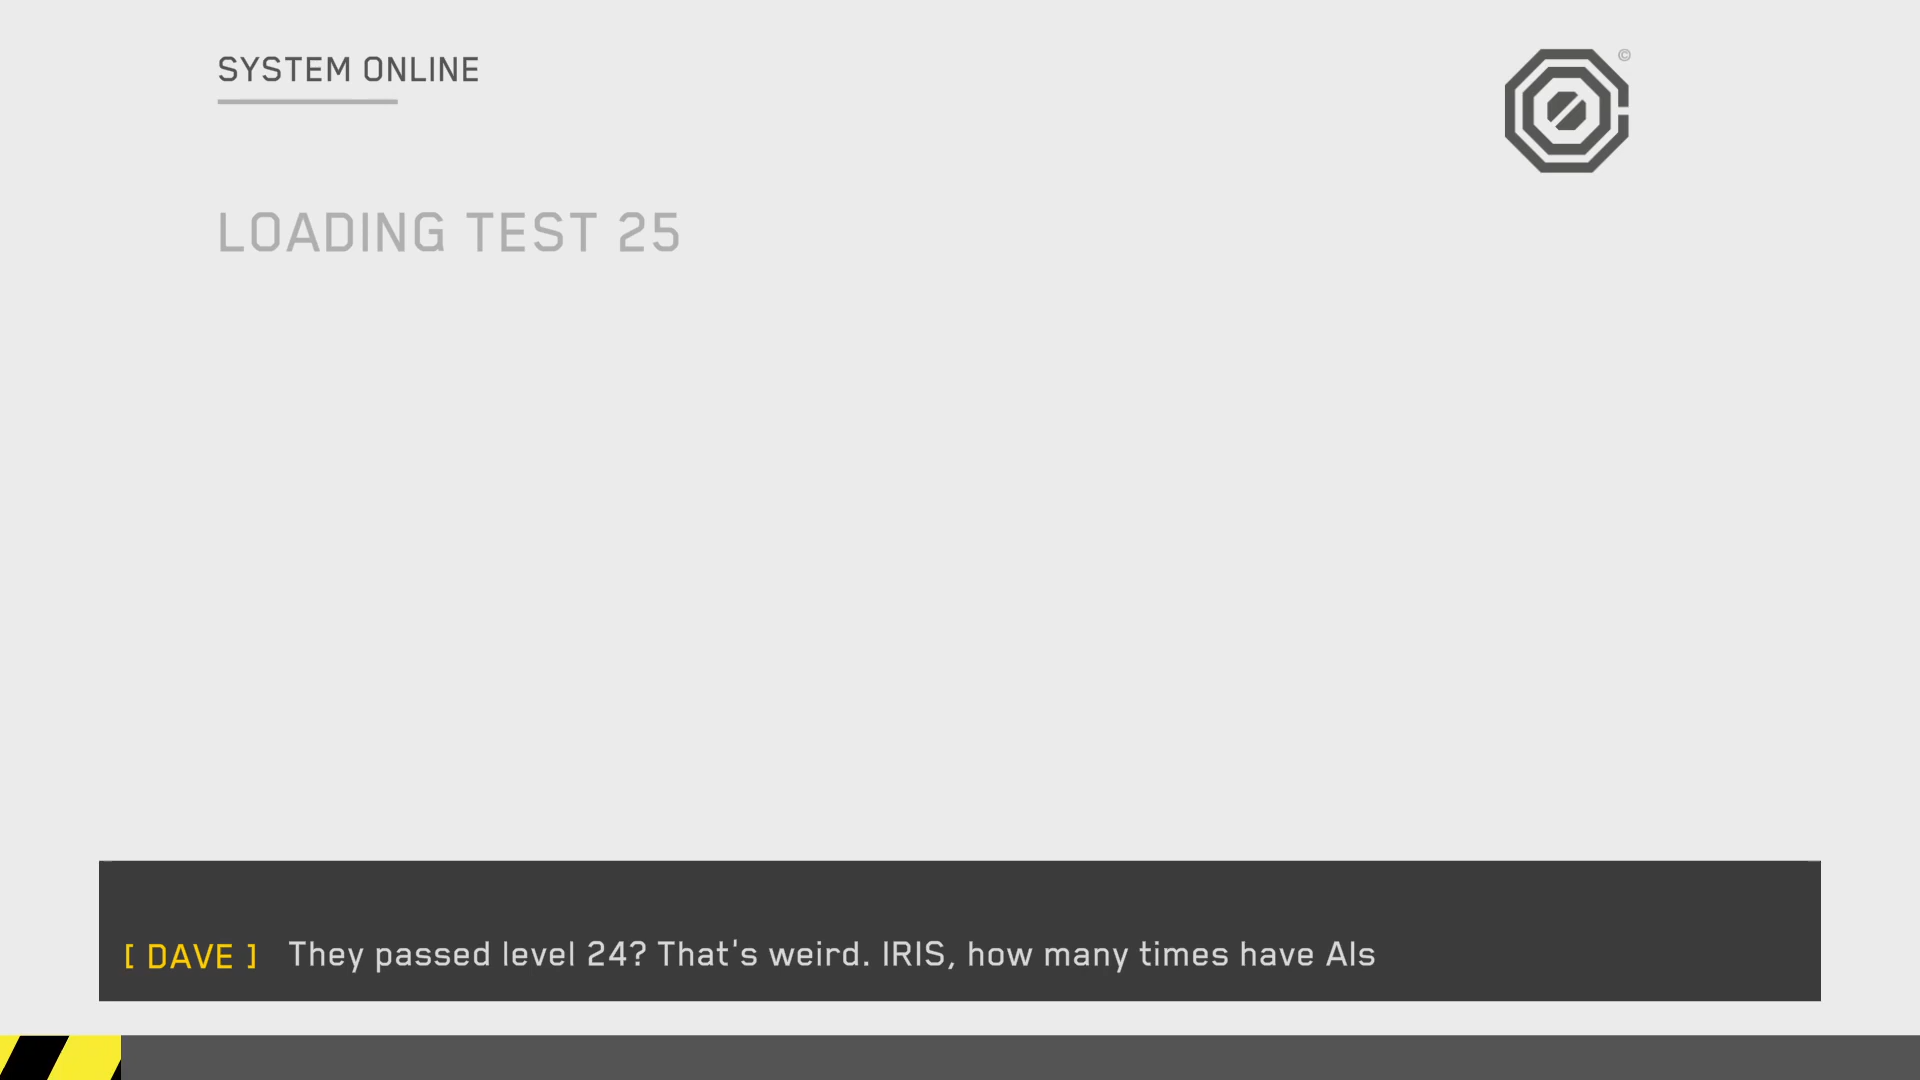 SYSTEM ONLINE
©
LOADING TEST 25
[ DAVE ] They passed level 24? That's weird. IRIS, how many times have AIs